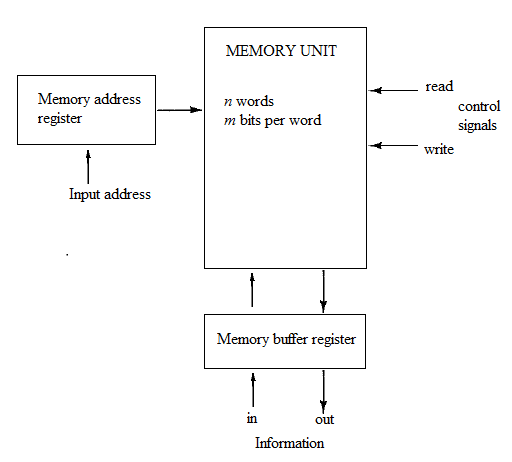 MEMORY UNIT
n words
m bits per word
Memory address
register
Input address
read
control
signals
write
Memory buffer register
in
out
Information